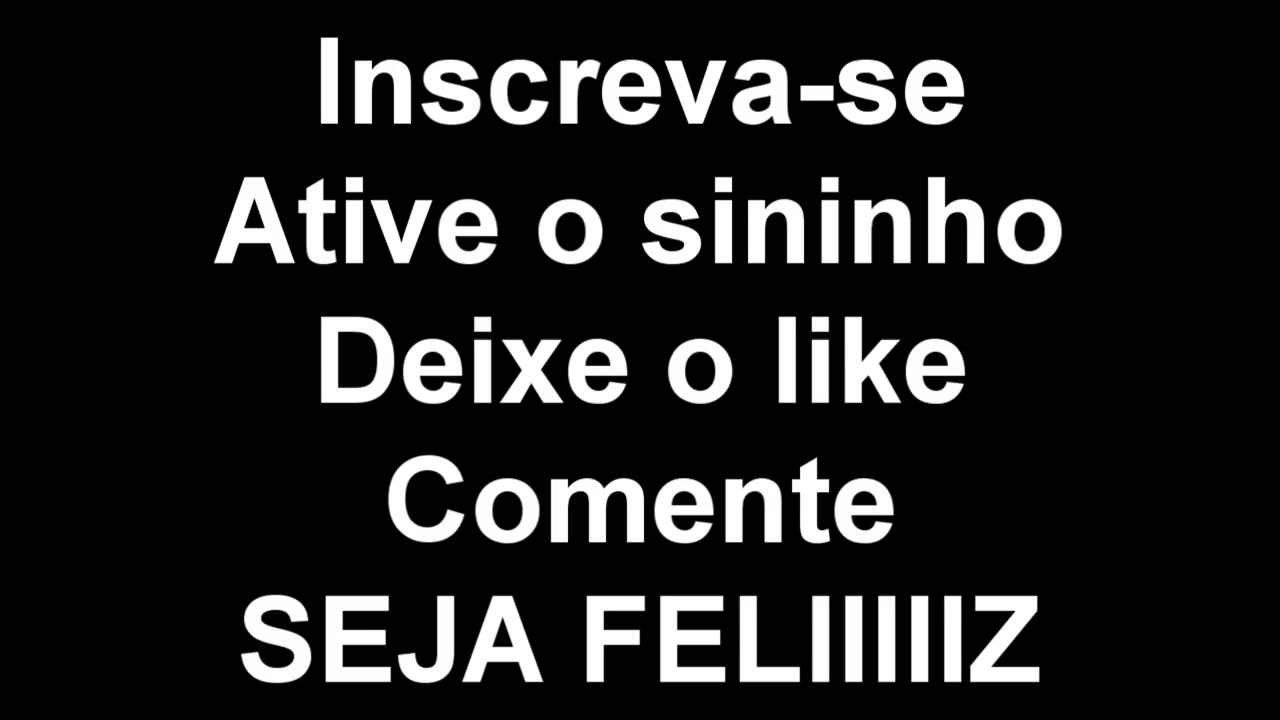 Inscreva-se
Ative o sininho
Deixe o like
Comente
SEJA FELIIIIIZ